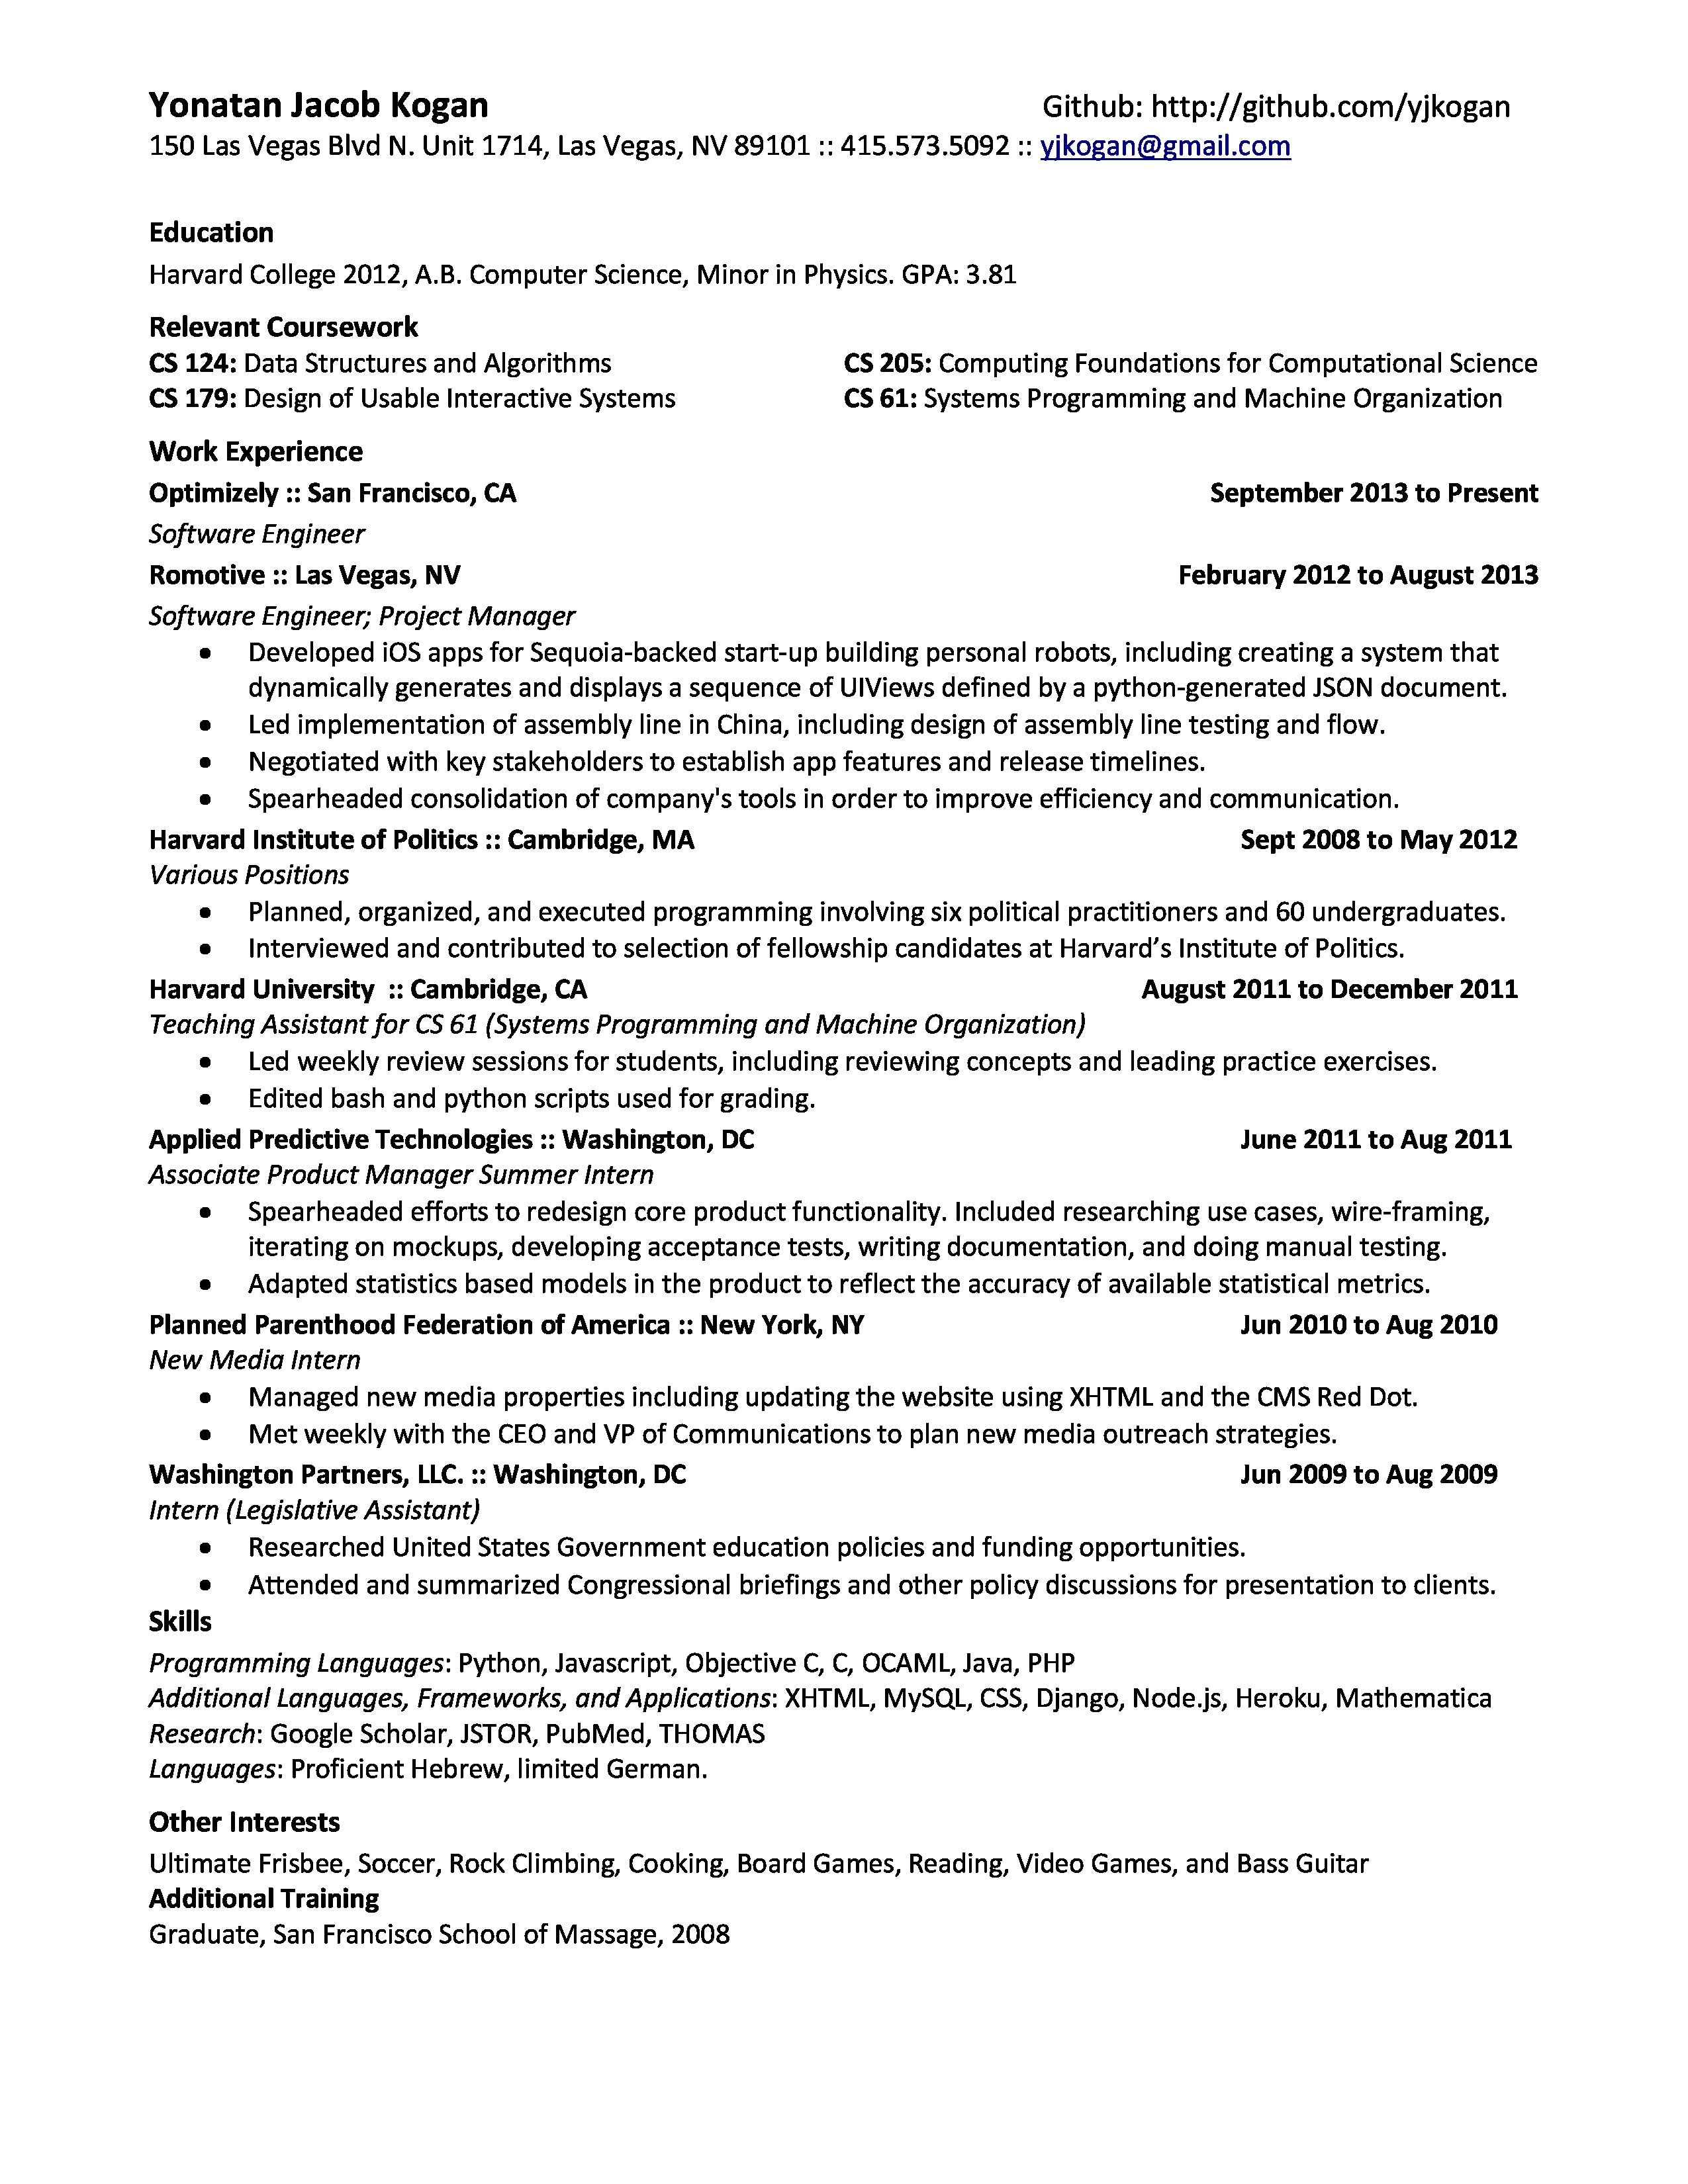 Yonatan Jacob Kogan Github: http://github.com/yjkogan
150 Las Vegas Blvd N. Unit 1714, Las Vegas, NV 89101 :: 415.573.5092 :: yjkogan@gmail.com
Education
Harvard College 2012, A.B. Computer Science, Minor in Physics. GPA: 3.81
Relevant Coursework
CS 124: Data Structures and Algorithms CS 205: Computing Foundations for Computational Science
CS 179: Design of Usable Interactive Systems CS 61: Systems Programming and Machine Organization
Work Experience
Optimizely :: San Francisco, CA September 2013 to Present
Software Engineer
Romotive :: Las Vegas, NV February 2012 to August 2013
Software Engineer; Project Manager
• Developed iOS apps for Sequoia-backed start-up building personal robots, including creating a system that
dynamically generates and displays a sequence of UIViews defined by a python-generated JSON document.
• Led implementation of assembly line in China, including design of assembly line testing and flow.
• Negotiated with key stakeholders to establish app features and release timelines.
• Spearheaded consolidation of company's tools in order to improve efficiency and communication.
Harvard Institute of Politics :: Cambridge, MA Sept 2008 to May 2012
Various Positions
• Planned, organized, and executed programming involving six political practitioners and 60 undergraduates.
• Interviewed and contributed to selection of fellowship candidates at Harvard’s Institute of Politics.
Harvard University :: Cambridge, CA August 2011 to December 2011
Teaching Assistant for CS 61 (Systems Programming and Machine Organization)
• Led weekly review sessions for students, including reviewing concepts and leading practice exercises.
• Edited bash and python scripts used for grading.
Applied Predictive Technologies :: Washington, DC June 2011 to Aug 2011
Associate Product Manager Summer Intern
• Spearheaded efforts to redesign core product functionality. Included researching use cases, wire-framing,
iterating on mockups, developing acceptance tests, writing documentation, and doing manual testing.
• Adapted statistics based models in the product to reflect the accuracy of available statistical metrics.
Planned Parenthood Federation of America :: New York, NY Jun 2010 to Aug 2010
New Media Intern
• Managed new media properties including updating the website using XHTML and the CMS Red Dot.
• Met weekly with the CEO and VP of Communications to plan new media outreach strategies.
Washington Partners, LLC. :: Washington, DC Jun 2009 to Aug 2009
Intern (Legislative Assistant)
• Researched United States Government education policies and funding opportunities.
• Attended and summarized Congressional briefings and other policy discussions for presentation to clients.
Skills
Programming Languages: Python, Javascript, Objective C, C, OCAML, Java, PHP
Additional Languages, Frameworks, and Applications: XHTML, MySQL, CSS, Django, Node.js, Heroku, Mathematica
Research: Google Scholar, JSTOR, PubMed, THOMAS
Languages: Proficient Hebrew, limited German.
Other Interests
Ultimate Frisbee, Soccer, Rock Climbing, Cooking, Board Games, Reading, Video Games, and Bass Guitar
Additional Training
Graduate, San Francisco School of Massage, 2008